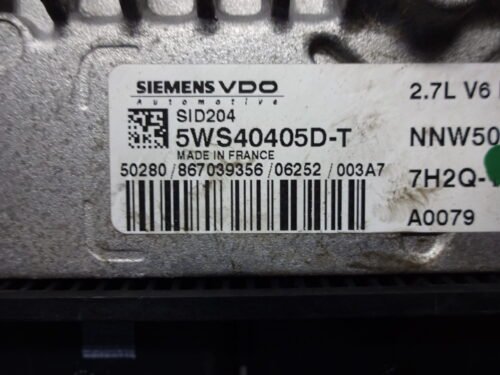 SIEMENS VDO
Automotive
SID204
5WS40405D-T
MADE IN FRANCE
50280 / 867039356 / 06252 / 003A7
2.7L V6
NNW50
7H2Q-
A0079